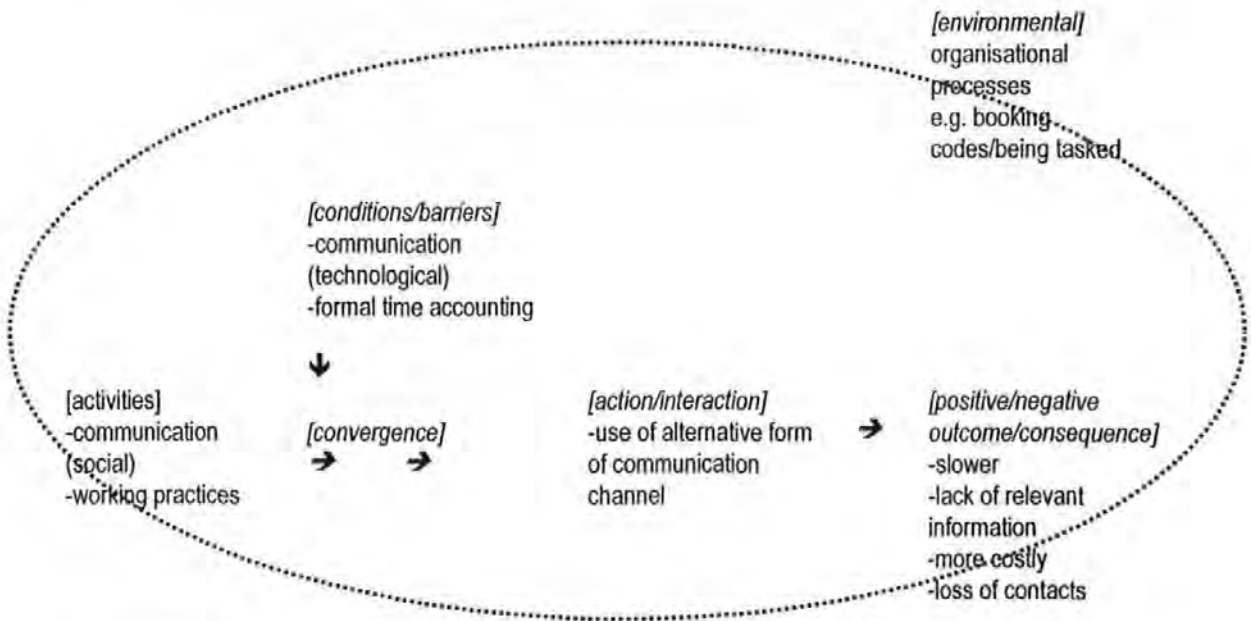 [environmental]
organisational
processes
e.g. booking
codes/being tasked
[conditions/barriers]
-communication
(technological)
-formal time accounting
[activities]
-communication
(social)
-working practices
[convergence]
[action/interaction]
-use of alternative form
of communication
channel
[positive/negative
outcome/consequence]
-slower
-lack of relevant
information
-more costly
-loss of contacts